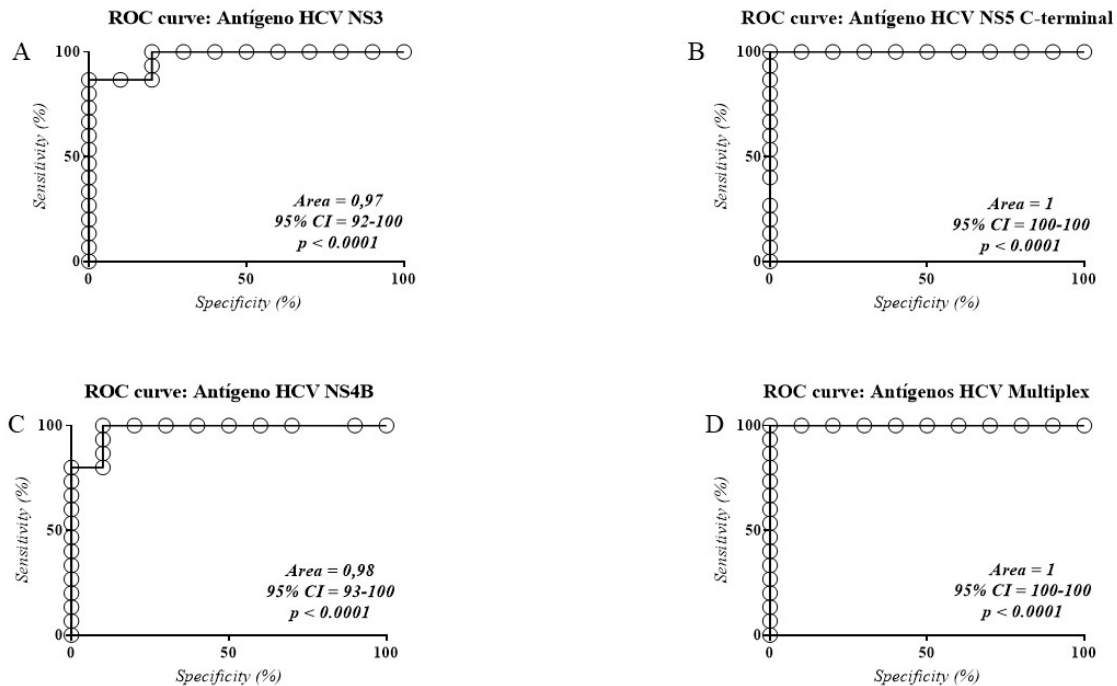 ROC curve: Antígeno HCV NS3
A
100
50
0
Sensitivity (%)
Area = 0,97
95% CI = 92-100
p < 0.0001
0 50 100
Specificity (%)
ROC curve: Antígeno HCV NS5 C-terminal
B
100
50
0
Sensitivity (%)
Area = 1
95% CI = 100-100
p < 0.0001
0 50 100
Specificity (%)
ROC curve: Antígeno HCV NS4B
C
100
50
0
Sensitivity (%)
Area = 0,98
95% CI = 93-100
p < 0.0001
0 50 100
Specificity (%)
ROC curve: Antígenos HCV Multiplex
D
100
50
0
Sensitivity (%)
Area = 1
95% CI = 100-100
p < 0.0001
0 50 100
Specificity (%)